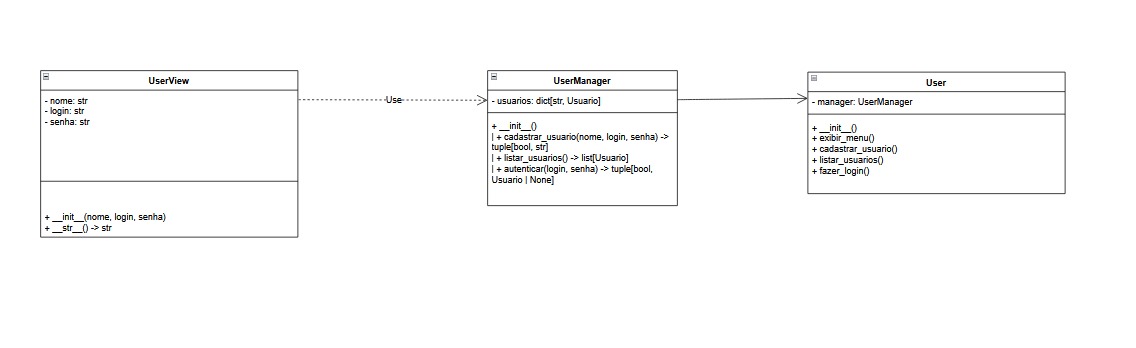 UserView
- nome: str
- login: str
- senha: str
+ __init__(nome, login, senha)
+ __str__() -> str
Use
UserManager
- usuarios: dict[str, Usuario]
+ __init__()
| + cadastrar_usuario(nome, login, senha) ->
tuple[bool, str]
| + listar_usuarios() -> list[Usuario]
| + autenticar(login, senha) -> tuple[bool,
Usuario | None]
User
- manager: UserManager
+ __init__()
+ exibir_menu()
+ cadastrar_usuario()
+ listar_usuarios()
+ fazer_login()